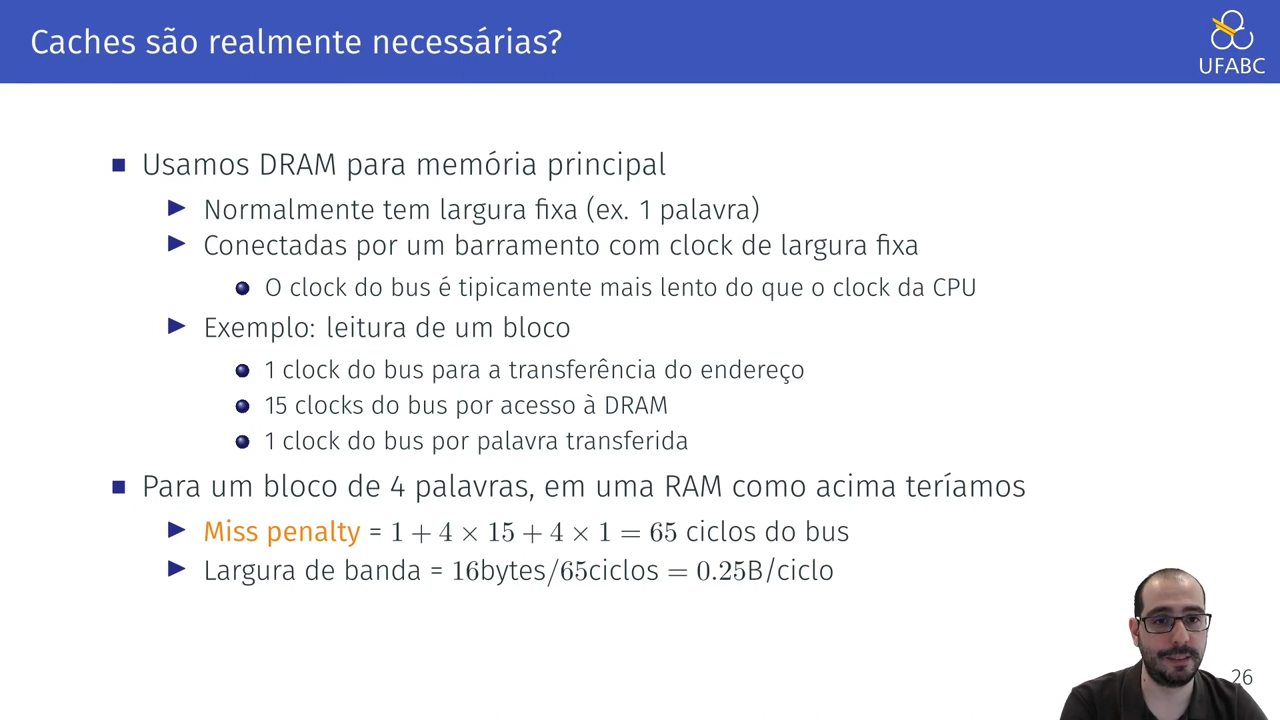 Caches são realmente necessárias?
UFABC
Usamos DRAM para memória principal
Normalmente tem largura fixa (ex. 1 palavra)
Conectadas por um barramento com clock de largura fixa
O clock do bus é tipicamente mais lento do que o clock da CPU
Exemplo: leitura de um bloco
1 clock do bus para a transferência do endereço
15 clocks do bus por acesso à DRAM
1 clock do bus por palavra transferida
Para um bloco de 4 palavras, em uma RAM como acima teríamos
Miss penalty = 1 + 4 × 15 + 4 × 1 = 65 ciclos do bus
Largura de banda = 16bytes/65ciclos = 0.25B/ciclo
26